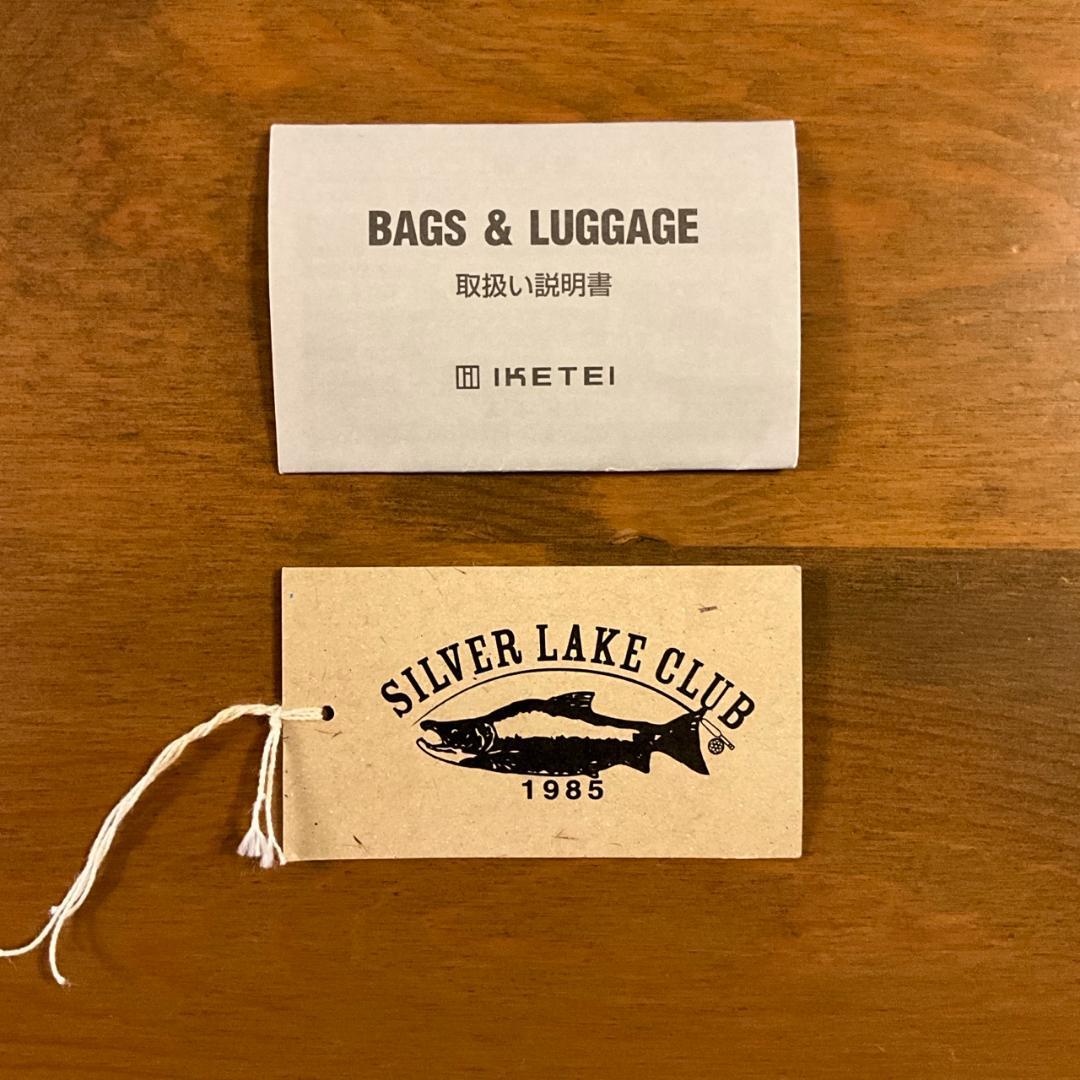 BAGS & LUGGAGE
取扱い説明書
IKETEI
SILVER LAKE CLUB
1985